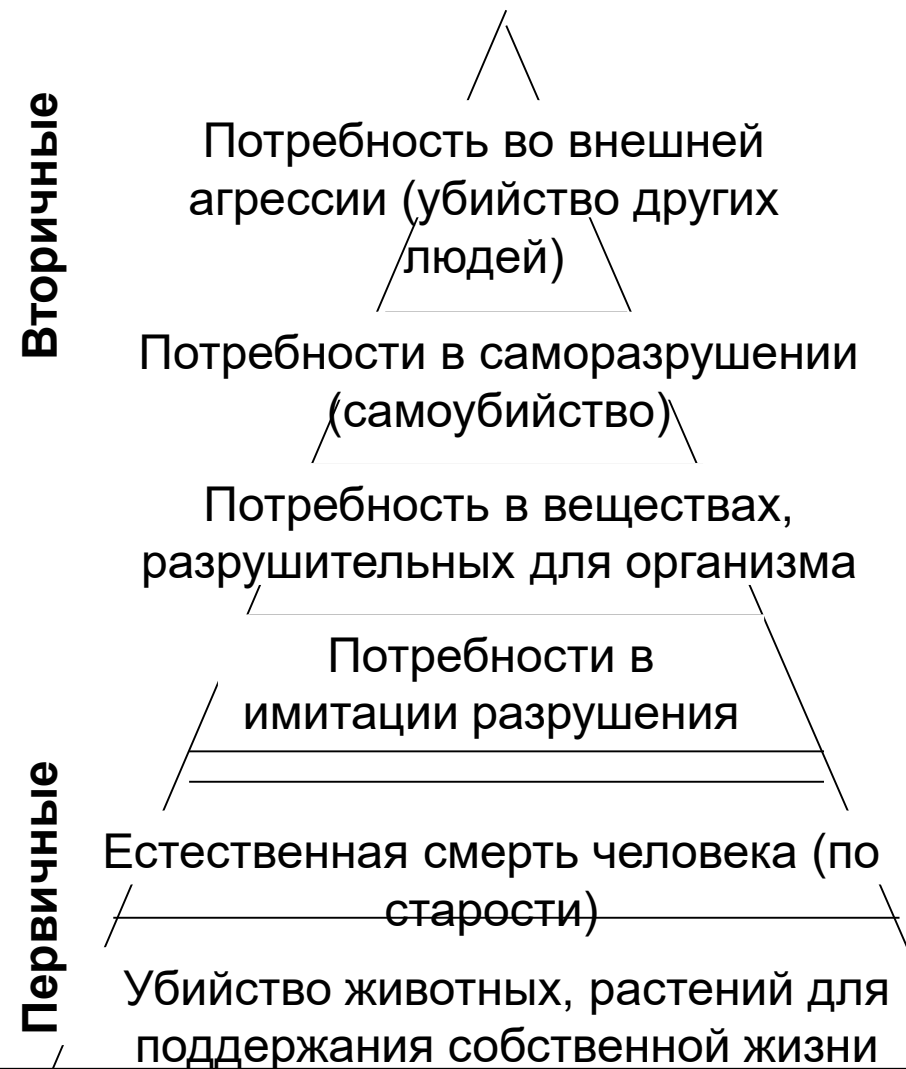 Вторичные
Потребность во внешней
агрессии (убийство других
людей)
Потребности в саморазрушении
(самоубийство)
Потребность в веществах,
разрушительных для организма
Потребности в
имитации разрушения
Первичные
Естественная смерть человека (по
старости)
Убийство животных, растений для
поддержания собственной жизни